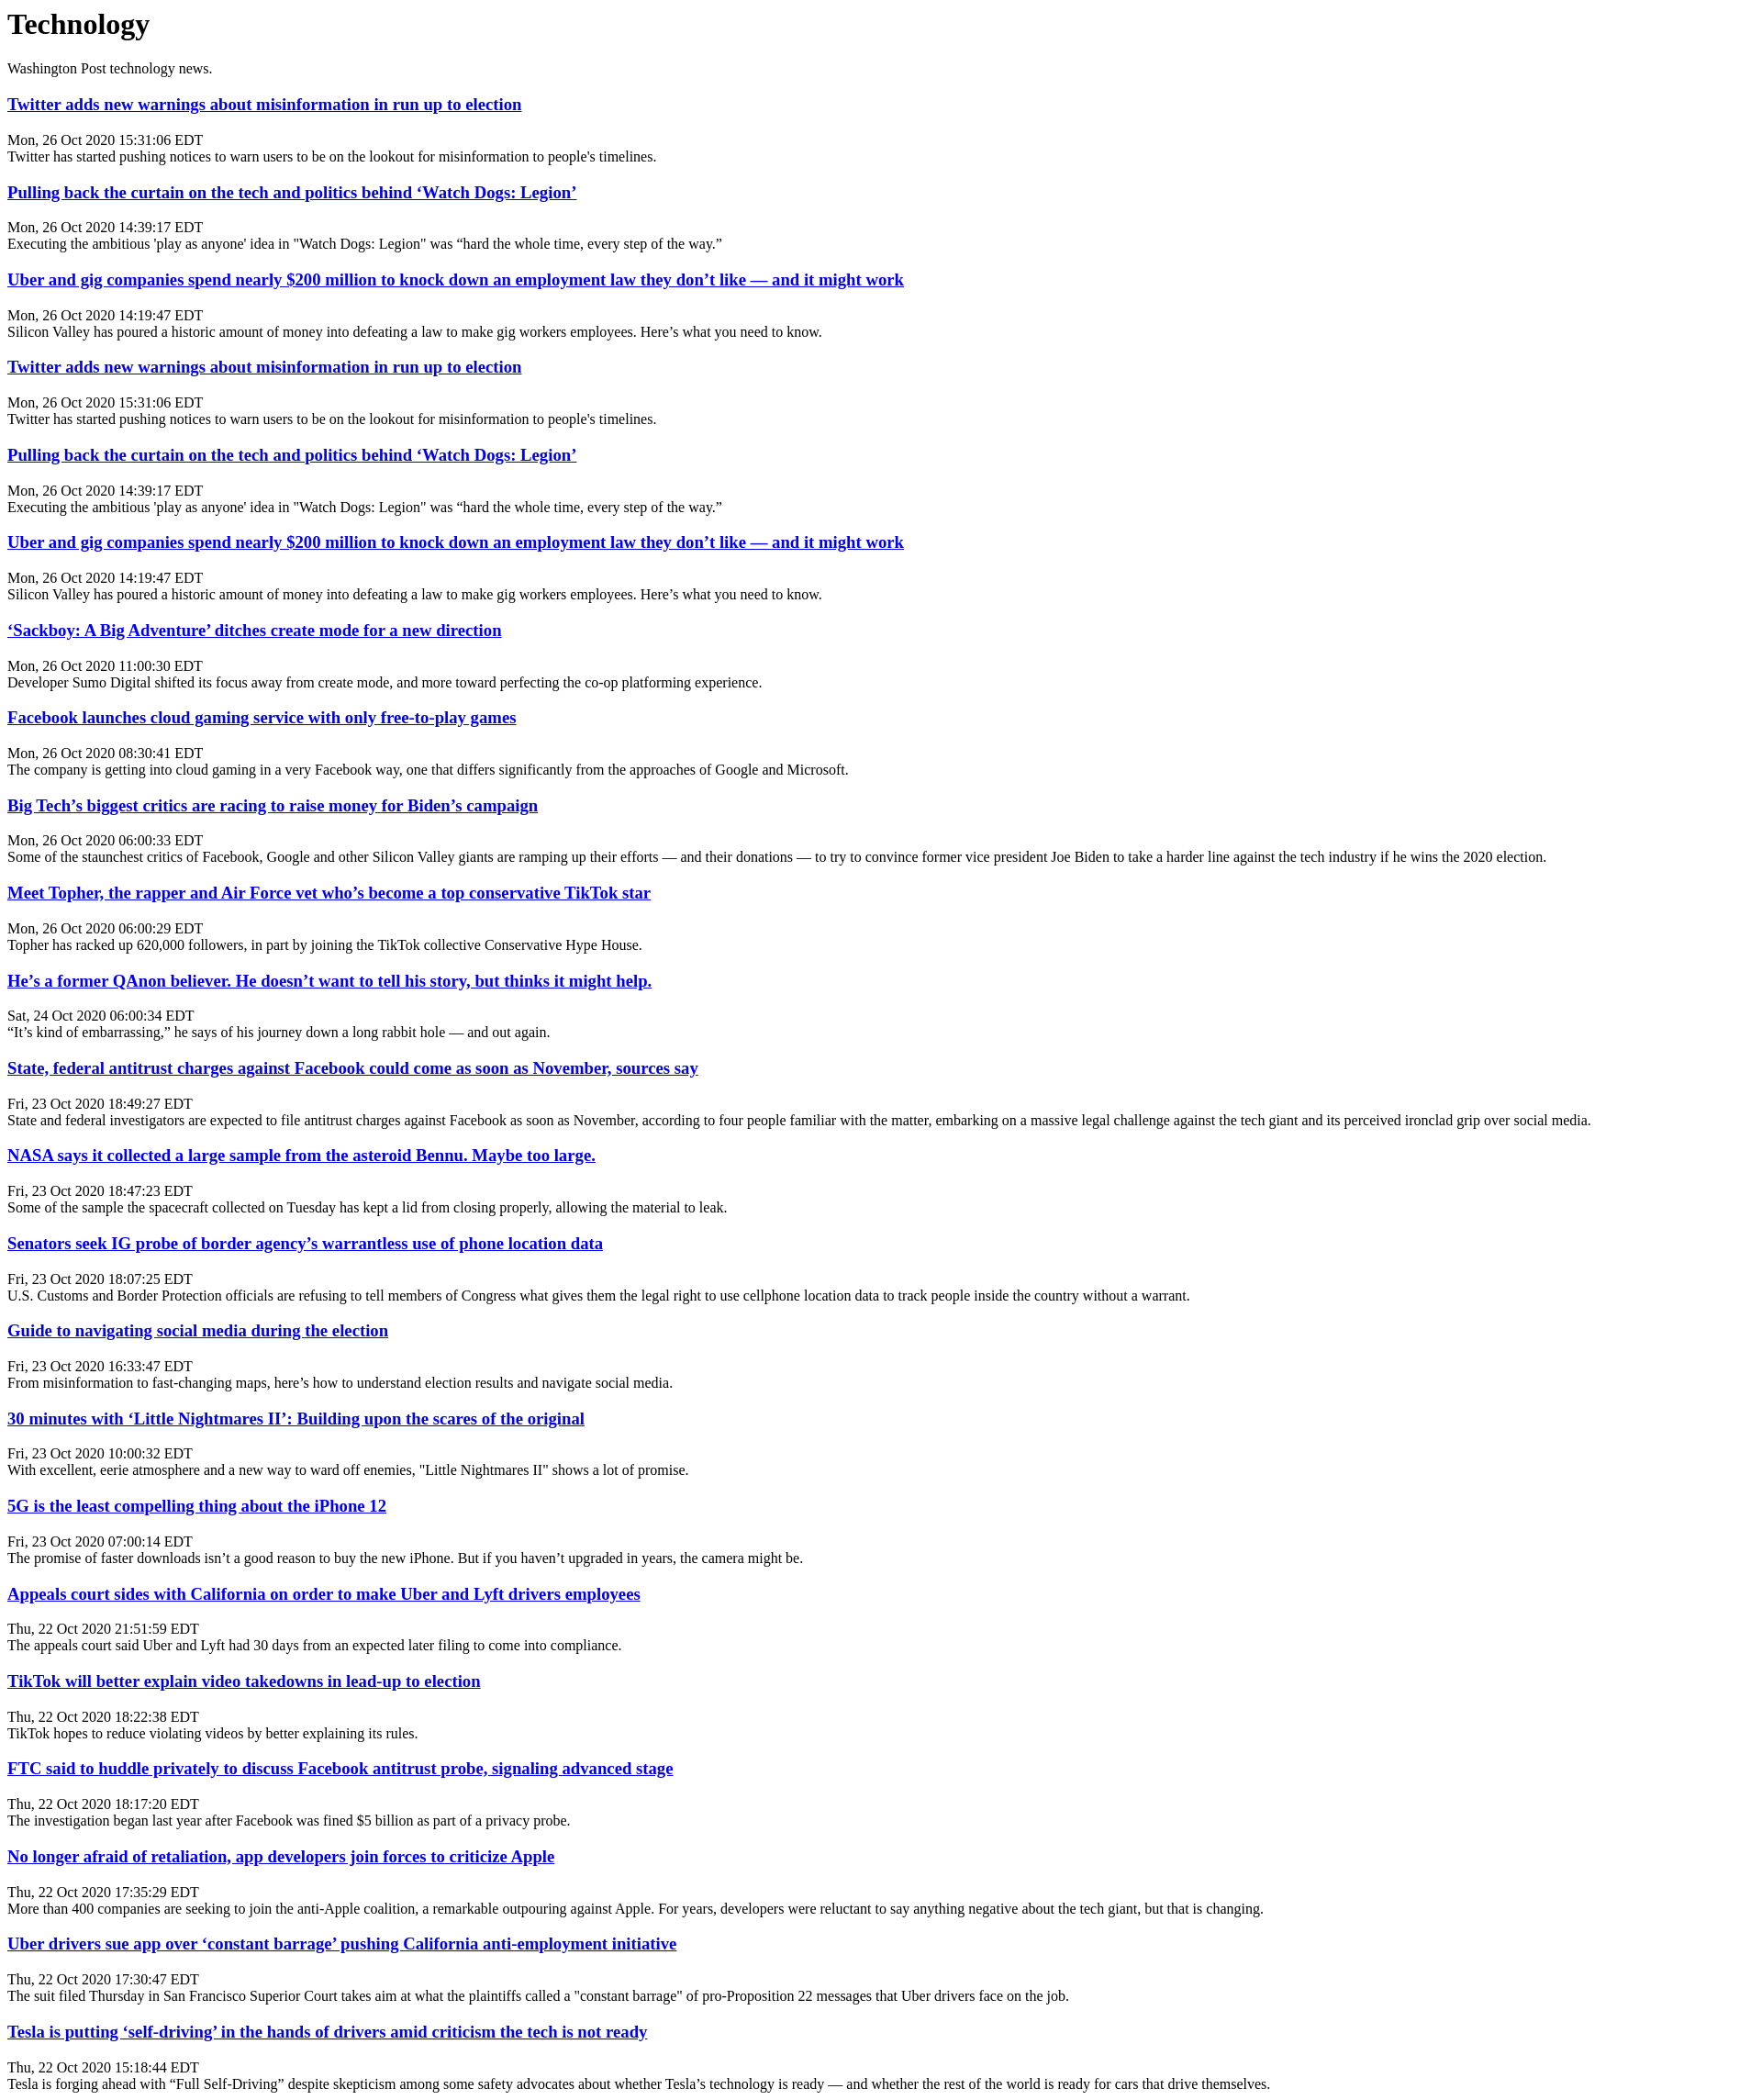 Technology
Washington Post technology news.
Twitter adds new warnings about misinformation in run up to election
Mon, 26 Oct 2020 15:31:06 EDT
Twitter has started pushing notices to warn users to be on the lookout for misinformation to people's timelines.
Pulling back the curtain on the tech and politics behind ‘Watch Dogs: Legion’
Mon, 26 Oct 2020 14:39:17 EDT
Executing the ambitious 'play as anyone' idea in "Watch Dogs: Legion" was “hard the whole time, every step of the way.”
Uber and gig companies spend nearly $200 million to knock down an employment law they don’t like — and it might work
Mon, 26 Oct 2020 14:19:47 EDT
Silicon Valley has poured a historic amount of money into defeating a law to make gig workers employees. Here’s what you need to know.
Twitter adds new warnings about misinformation in run up to election
Mon, 26 Oct 2020 15:31:06 EDT
Twitter has started pushing notices to warn users to be on the lookout for misinformation to people's timelines.
Pulling back the curtain on the tech and politics behind ‘Watch Dogs: Legion’
Mon, 26 Oct 2020 14:39:17 EDT
Executing the ambitious 'play as anyone' idea in "Watch Dogs: Legion" was “hard the whole time, every step of the way.”
Uber and gig companies spend nearly $200 million to knock down an employment law they don’t like — and it might work
Mon, 26 Oct 2020 14:19:47 EDT
Silicon Valley has poured a historic amount of money into defeating a law to make gig workers employees. Here’s what you need to know.
‘Sackboy: A Big Adventure’ ditches create mode for a new direction
Mon, 26 Oct 2020 11:00:30 EDT
Developer Sumo Digital shifted its focus away from create mode, and more toward perfecting the co-op platforming experience.
Facebook launches cloud gaming service with only free-to-play games
Mon, 26 Oct 2020 08:30:41 EDT
The company is getting into cloud gaming in a very Facebook way, one that differs significantly from the approaches of Google and Microsoft.
Big Tech’s biggest critics are racing to raise money for Biden’s campaign
Mon, 26 Oct 2020 06:00:33 EDT
Some of the staunchest critics of Facebook, Google and other Silicon Valley giants are ramping up their efforts — and their donations — to try to convince former vice president Joe Biden to take a harder line against the tech industry if he wins the 2020 election.
Meet Topher, the rapper and Air Force vet who’s become a top conservative TikTok star
Mon, 26 Oct 2020 06:00:29 EDT
Topher has racked up 620,000 followers, in part by joining the TikTok collective Conservative Hype House.
He’s a former QAnon believer. He doesn’t want to tell his story, but thinks it might help.
Sat, 24 Oct 2020 06:00:34 EDT
“It’s kind of embarrassing,” he says of his journey down a long rabbit hole — and out again.
State, federal antitrust charges against Facebook could come as soon as November, sources say
Fri, 23 Oct 2020 18:49:27 EDT
State and federal investigators are expected to file antitrust charges against Facebook as soon as November, according to four people familiar with the matter, embarking on a massive legal challenge against the tech giant and its perceived ironclad grip over social media.
NASA says it collected a large sample from the asteroid Bennu. Maybe too large.
Fri, 23 Oct 2020 18:47:23 EDT
Some of the sample the spacecraft collected on Tuesday has kept a lid from closing properly, allowing the material to leak.
Senators seek IG probe of border agency’s warrantless use of phone location data
Fri, 23 Oct 2020 18:07:25 EDT
U.S. Customs and Border Protection officials are refusing to tell members of Congress what gives them the legal right to use cellphone location data to track people inside the country without a warrant.
Guide to navigating social media during the election
Fri, 23 Oct 2020 16:33:47 EDT
From misinformation to fast-changing maps, here’s how to understand election results and navigate social media.
30 minutes with ‘Little Nightmares II’: Building upon the scares of the original
Fri, 23 Oct 2020 10:00:32 EDT
With excellent, eerie atmosphere and a new way to ward off enemies, "Little Nightmares II" shows a lot of promise.
5G is the least compelling thing about the iPhone 12
Fri, 23 Oct 2020 07:00:14 EDT
The promise of faster downloads isn’t a good reason to buy the new iPhone. But if you haven’t upgraded in years, the camera might be.
Appeals court sides with California on order to make Uber and Lyft drivers employees
Thu, 22 Oct 2020 21:51:59 EDT
The appeals court said Uber and Lyft had 30 days from an expected later filing to come into compliance.
TikTok will better explain video takedowns in lead-up to election
Thu, 22 Oct 2020 18:22:38 EDT
TikTok hopes to reduce violating videos by better explaining its rules.
FTC said to huddle privately to discuss Facebook antitrust probe, signaling advanced stage
Thu, 22 Oct 2020 18:17:20 EDT
The investigation began last year after Facebook was fined $5 billion as part of a privacy probe.
No longer afraid of retaliation, app developers join forces to criticize Apple
Thu, 22 Oct 2020 17:35:29 EDT
More than 400 companies are seeking to join the anti-Apple coalition, a remarkable outpouring against Apple. For years, developers were reluctant to say anything negative about the tech giant, but that is changing.
Uber drivers sue app over ‘constant barrage’ pushing California anti-employment initiative
Thu, 22 Oct 2020 17:30:47 EDT
The suit filed Thursday in San Francisco Superior Court takes aim at what the plaintiffs called a "constant barrage" of pro-Proposition 22 messages that Uber drivers face on the job.
Tesla is putting ‘self-driving’ in the hands of drivers amid criticism the tech is not ready
Thu, 22 Oct 2020 15:18:44 EDT
Tesla is forging ahead with “Full Self-Driving” despite skepticism among some safety advocates about whether Tesla’s technology is ready — and whether the rest of the world is ready for cars that drive themselves.